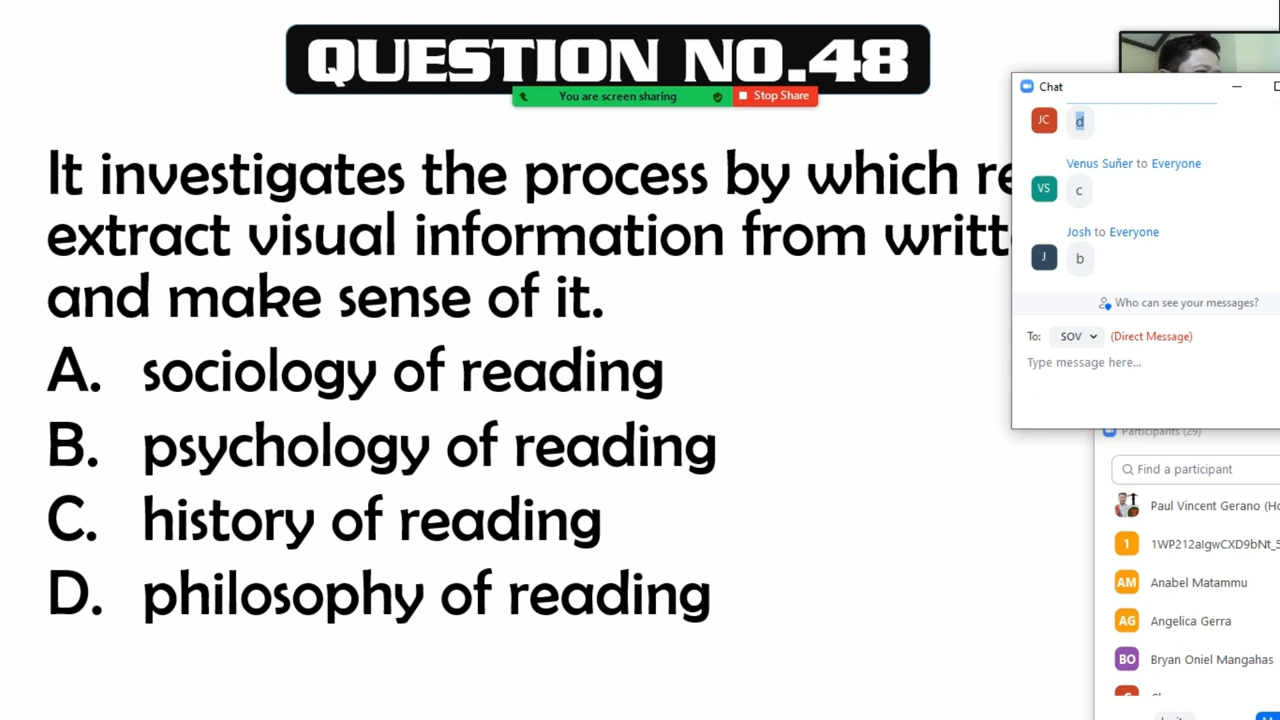 QUESTION NO.48
You are screen sharing
Stop Share
It investigates the process by which
extract visual information from
and make sense of it.
A. sociology of reading
B. psychology of reading
C. history of reading
D. philosophy of reading
Chat
JC
d
Venus Suñer to Everyone
VS
c
Josh to Everyone
J
b
Who can see your messages?
To: SOV (Direct Message)
Type message here...
Participants (29)
Find a participant
Paul Vincent Gerano
1 1WP212aIgwCXD9bNt_5
AM Anabel Matammu
AG Angelica Gerra
BO Bryan Oniel Mangahas